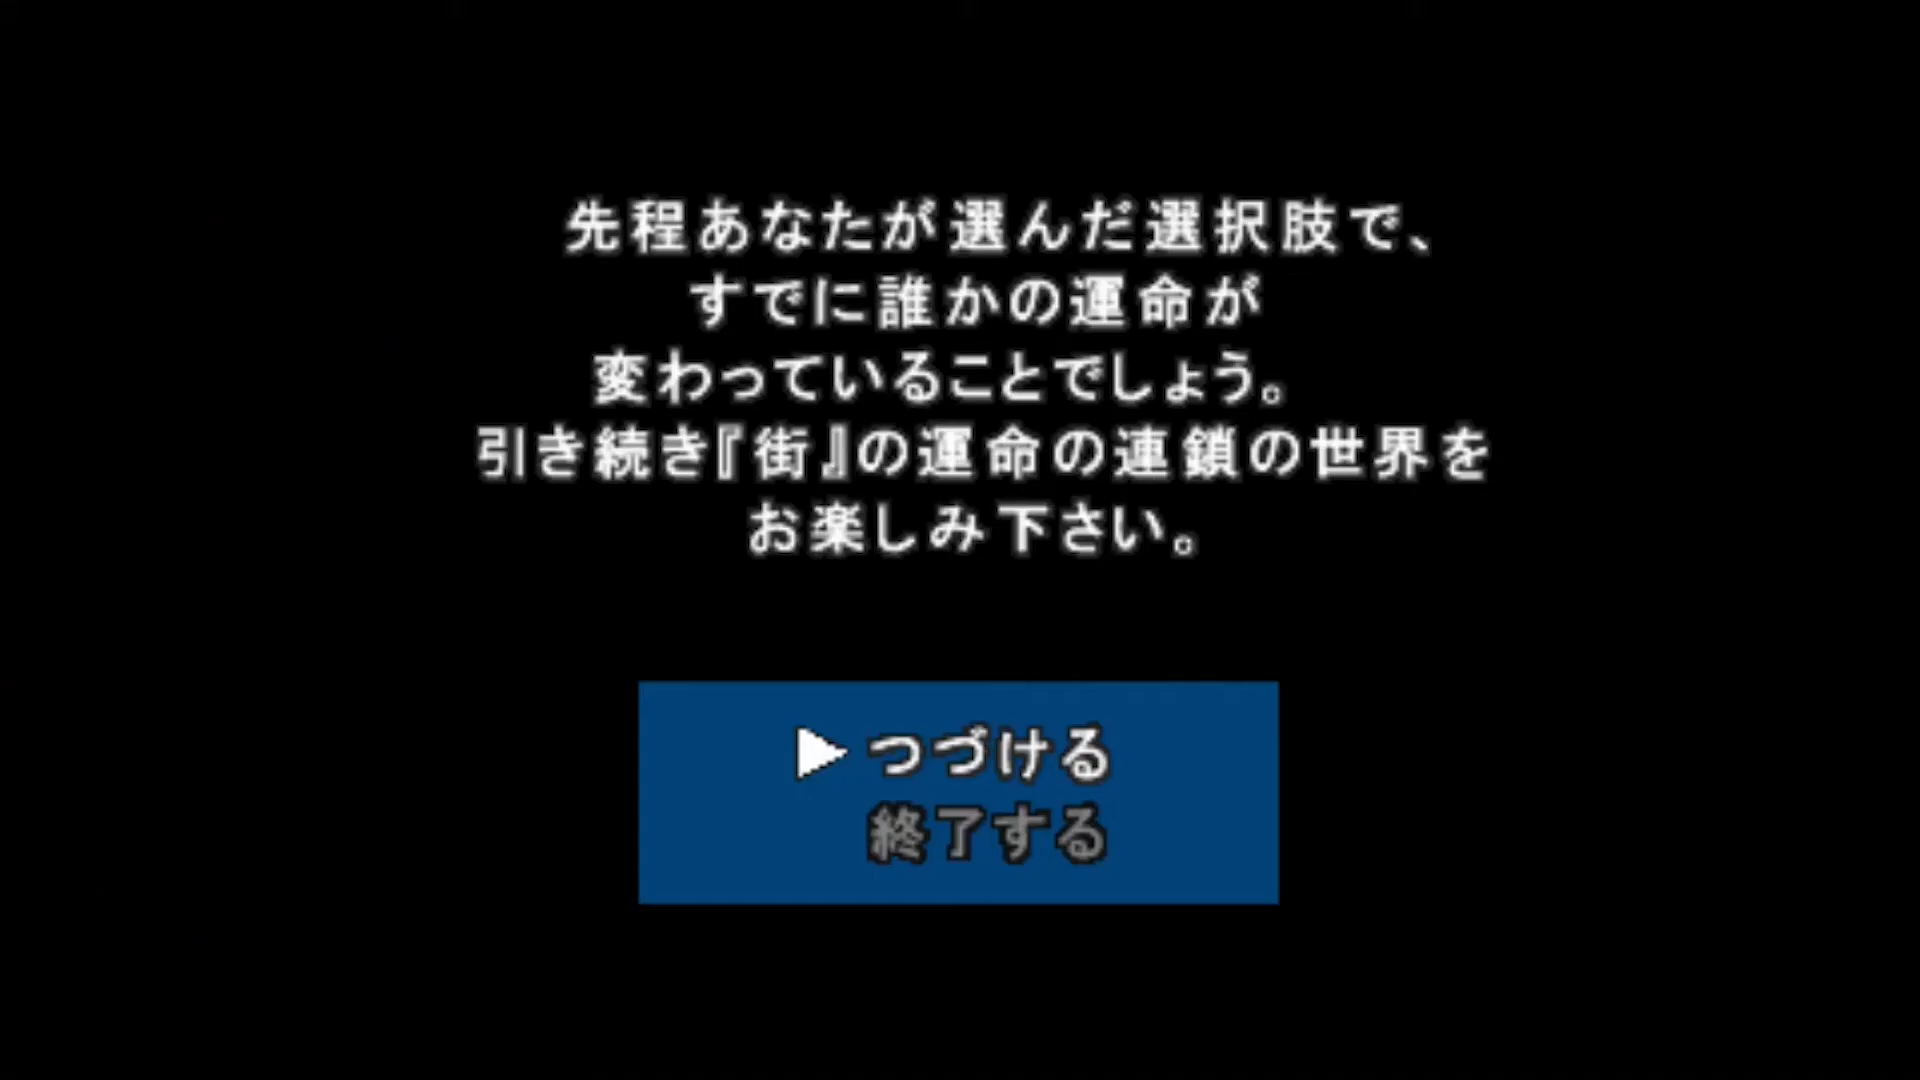 先程あなたが選んだ選択肢で、
すでに誰かの運命が
変わっていることでしょう。
引き続き『街』の運命の連鎖の世界を
お楽しみ下さい。
▶つづける
終了する